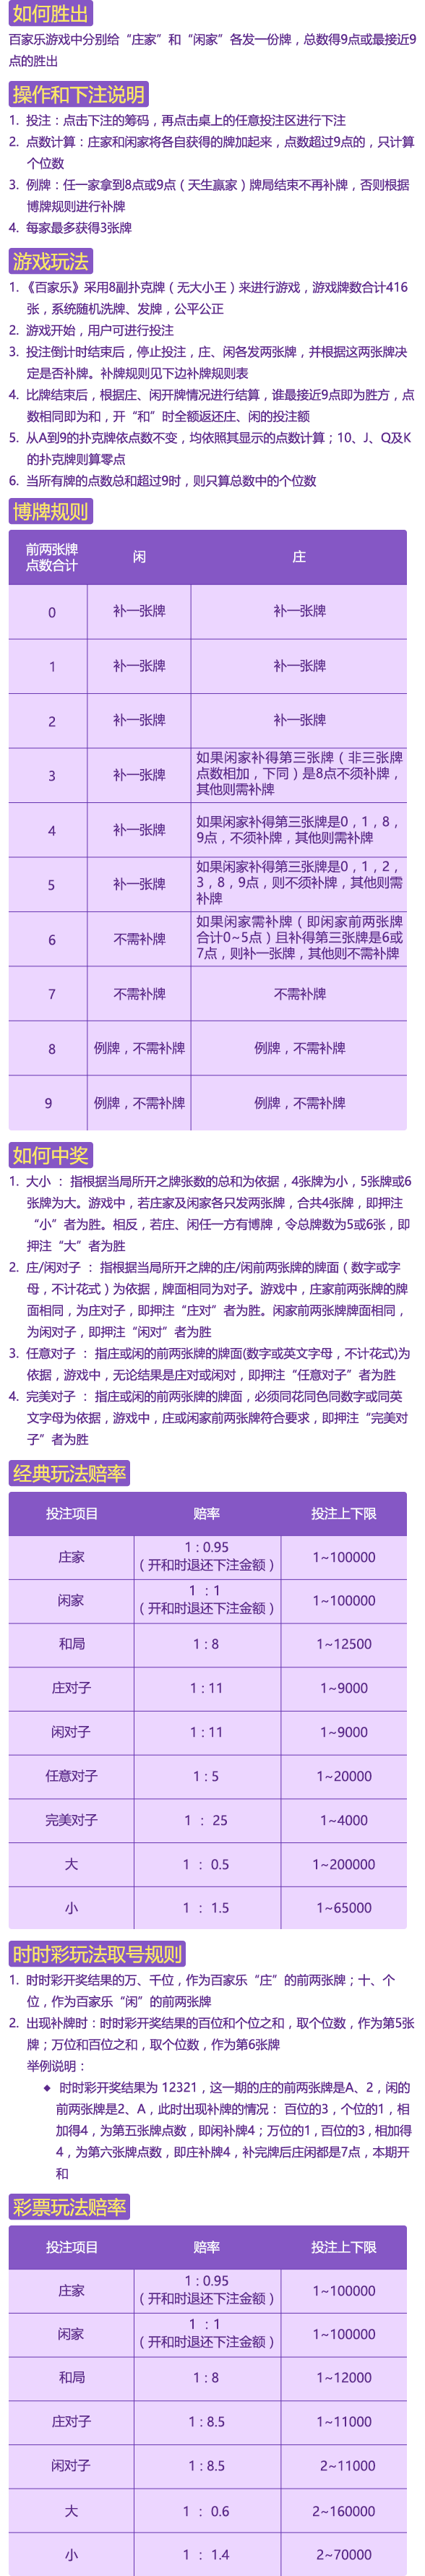 如何胜出
百家乐游戏中分别给“庄家”和“闲家”各发一份牌，总数得9点或最接近9
点的胜出
操作和下注说明
1. 投注：点击下注的筹码，再点击桌上的任意投注区进行下注
2. 点数计算：庄家和闲家将各自获得的牌加起来，点数超过9点的，只计算
个位数
3. 例牌：任一家拿到8点或9点（天生赢家）牌局结束不再补牌，否则根据
博牌规则进行补牌
4. 每家最多获得3张牌
游戏玩法
1. 《百家乐》采用8副扑克牌（无大小王）来进行游戏，游戏牌数合计416
张，系统随机洗牌、发牌，公平公正
2. 游戏开始，用户可进行投注
3. 投注倒计时结束后，停止投注，庄、闲各发两张牌，并根据这两张牌决
定是否补牌。补牌规则见下边补牌规则表
4. 比牌结束后，根据庄、闲开牌情况进行结算，谁最接近9点即为胜方，点
数相同即为和，开“和”时全额返还庄、闲的投注额
5. 从A到9的扑克牌依点数不变，均依照其显示的点数计算；10、J、Q及K
的扑克牌则算零点
6. 当所有牌的点数总和超过9时，则只算总数中的个位数
博牌规则
前两张牌
点数合计 闲 庄
0 补一张牌 补一张牌
1 补一张牌 补一张牌
2 补一张牌 补一张牌
3 补一张牌 如果闲家补得第三张牌（非三张牌
点数相加，下同）是8点不须补牌，
其他则需补牌
4 补一张牌 如果闲家补得第三张牌是0，1，8，
9点，不须补牌，其他则需补牌
5 补一张牌 如果闲家补得第三张牌是0，1，2，
3，8，9点，则不须补牌，其他则需
补牌
6 不需补牌 如果闲家需补牌（即闲家前两张牌
合计0~5点）且补得第三张牌是6或
7点，则补一张牌，其他则不需补牌
7 不需补牌 不需补牌
8 例牌，不需补牌 例牌，不需补牌
9 例牌，不需补牌 例牌，不需补牌
如何中奖
1. 大小 ： 指根据当局所开之牌张数的总和为依据，4张牌为小，5张牌或6
张牌为大。游戏中，若庄家及闲家各只发两张牌，合共4张牌，即押注
“小”者为胜。相反，若庄、闲任一方有博牌，令总牌数为5或6张，即
押注“大”者为胜
2. 庄/闲对子 ： 指根据当局所开之牌的庄/闲前两张牌的牌面（数字或字
母，不计花式）为依据，牌面相同为对子。游戏中，庄家前两张牌的牌
面相同，为庄对子，即押注“庄对”者为胜。闲家前两张牌牌面相同，
为闲对子，即押注“闲对”者为胜
3. 任意对子 ： 指庄或闲的前两张牌的牌面(数字或英文字母，不计花式)为
依据，游戏中，无论结果是庄对或闲对，即押注“任意对子”者为胜
4. 完美对子 ： 指庄或闲的前两张牌的牌面，必须同花同色同数字或同英
文字母为依据，游戏中，庄或闲家前两张牌符合要求，即押注“完美对
子”者为胜
经典玩法赔率
投注项目 赔率 投注上下限
庄家 1 : 0.95
（开和时退还下注金额） 1~100000
闲家 1 : 1
（开和时退还下注金额） 1~100000
和局 1 : 8 1~12500
庄对子 1 : 11 1~9000
闲对子 1 : 11 1~9000
任意对子 1 : 5 1~20000
完美对子 1 : 25 1~4000
大 1 : 0.5 1~200000
小 1 : 1.5 1~65000
时时彩玩法取号规则
1. 时时彩开奖结果的万、千位，作为百家乐“庄”的前两张牌；十、个
位，作为百家乐“闲”的前两张牌
2. 出现补牌时：时时彩开奖结果的百位和个位之和，取个位数，作为第5张
牌；万位和百位之和，取个位数，作为第6张牌
举例说明：
◆ 时时彩开奖结果为 12321，这一期的庄的前两张牌是A、2，闲的
前两张牌是2、A，此时出现补牌的情况： 百位的3，个位的1，相
加得4，为第五张牌点数，即闲补牌4；万位的1，百位的3，相加得
4，为第六张牌点数，即庄补牌4，补完牌后庄闲都是7点，本期开
和
彩票玩法赔率
投注项目 赔率 投注上下限
庄家 1 : 0.95
（开和时退还下注金额） 1~100000
闲家 1 : 1
（开和时退还下注金额） 1~100000
和局 1 : 8 1~12000
庄对子 1 : 8.5 1~11000
闲对子 1 : 8.5 2~11000
大 1 : 0.6 2~160000
小 1 : 1.4 2~70000